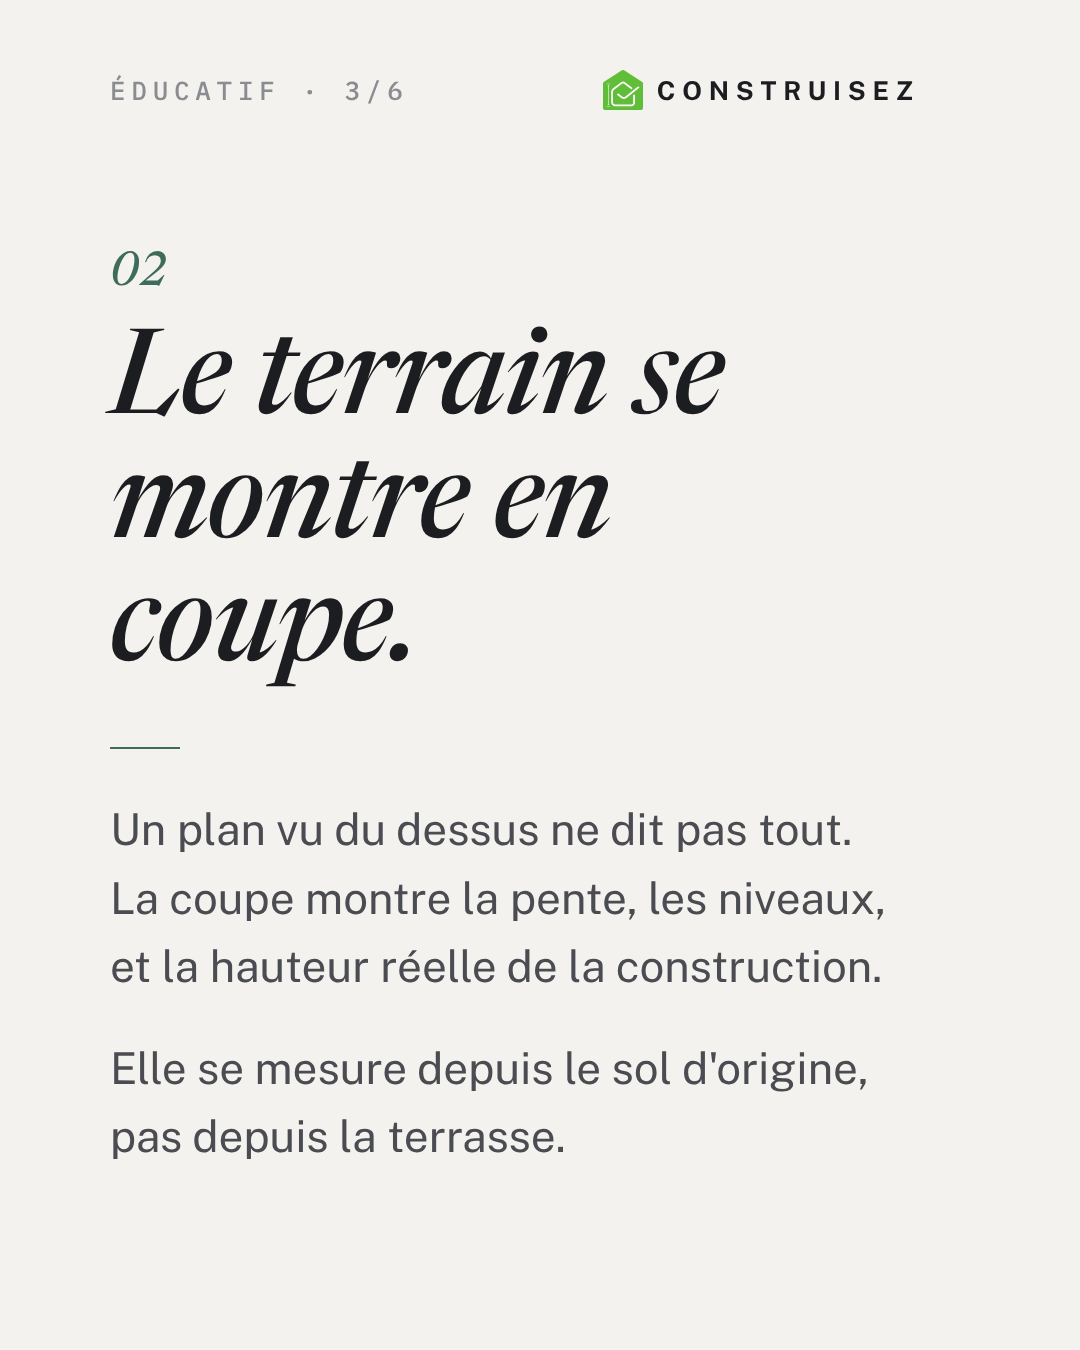 ÉDUCATIF · 3/6
CONSTRUISEZ
02
Le terrain se
montre en
coupe.
Un plan vu du dessus ne dit pas tout.
La coupe montre la pente, les niveaux,
et la hauteur réelle de la construction.
Elle se mesure depuis le sol d'origine,
pas depuis la terrasse.